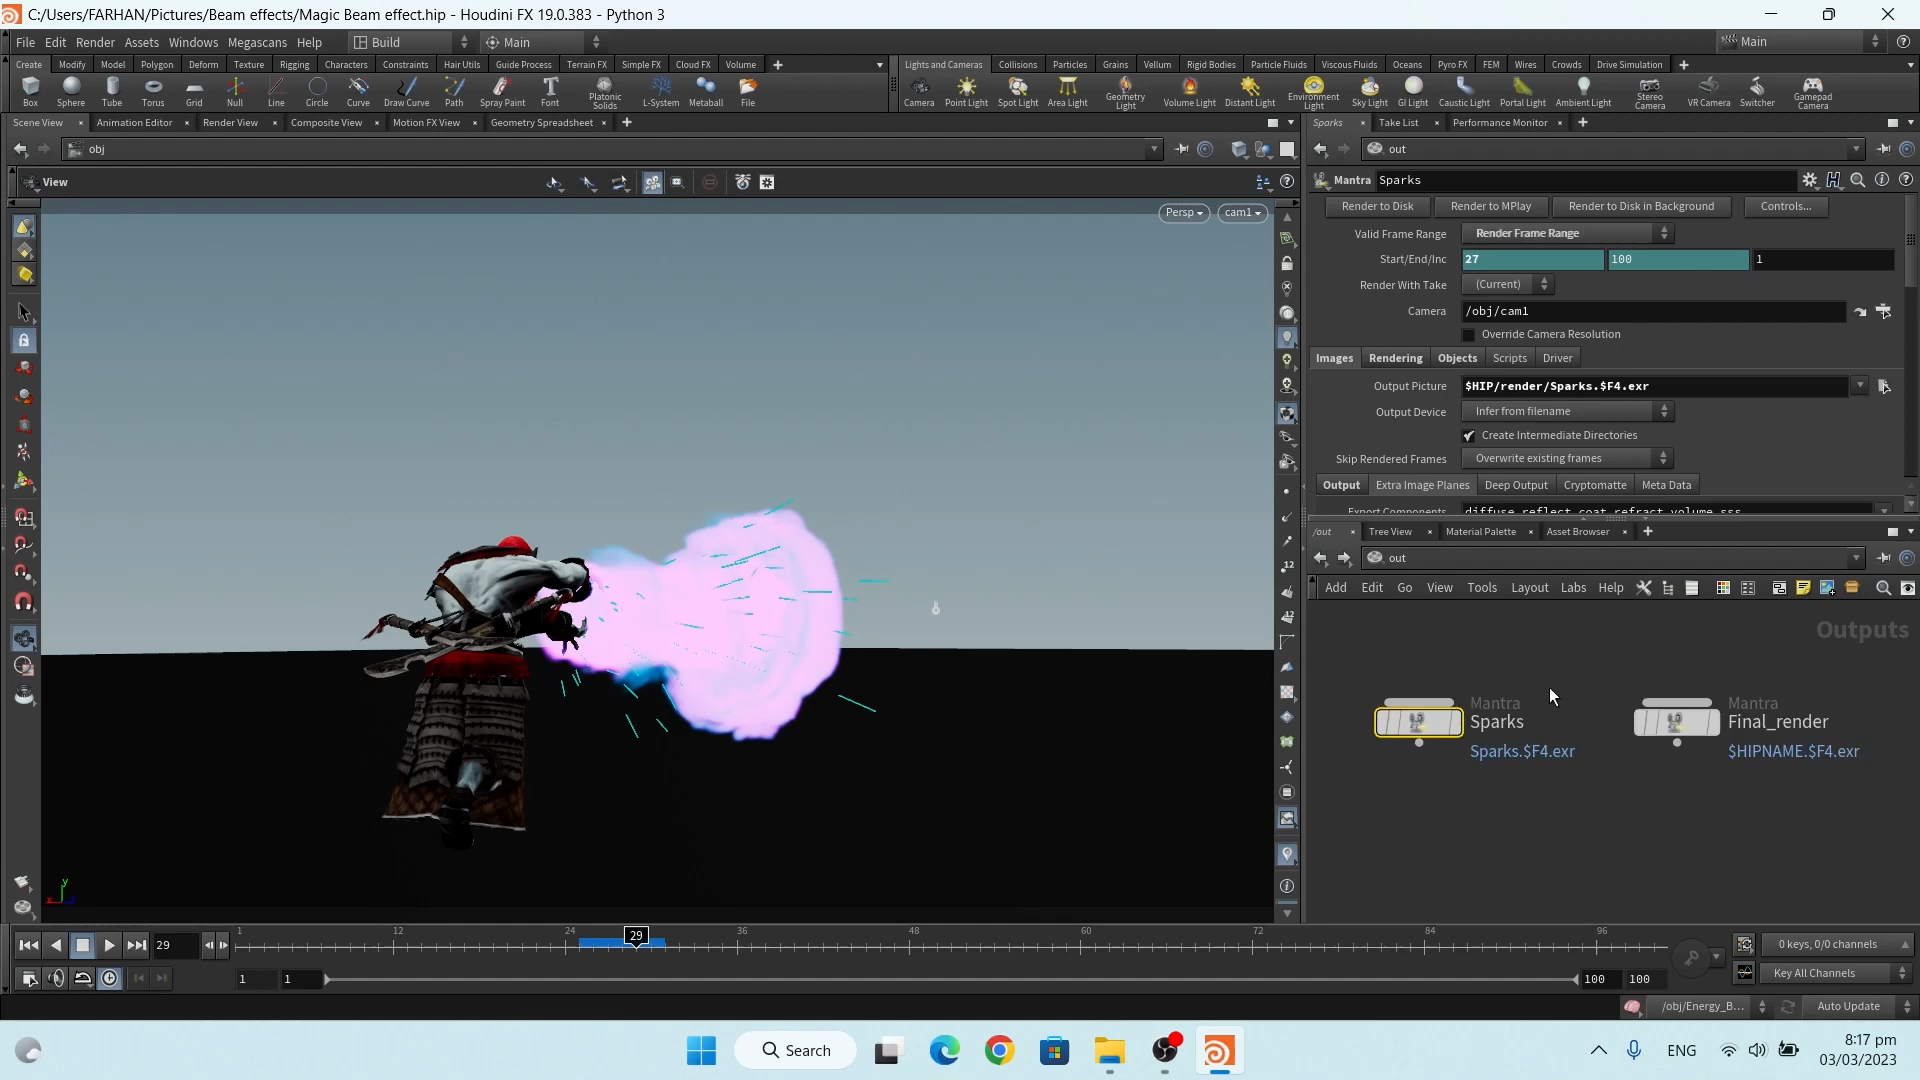 C:/Users/FARHAN/Pictures/Beam effects/Magic Beam effect.hip - Houdini FX 19.0.383 - Python 3
File Edit Render Assets Windows Megascans Help Build Main Main
Create Modify Model Polygon Deform Texture Rigging Characters Constraints Hair Utils Guide Process Terrain FX Simple FX Cloud FX Volume
Lights and Cameras Collisions Particles Grains Vellum Rigid Bodies Particle Fluids Viscous Fluids Oceans Pyro FX FEM Wires Crowds Drive Simulation
Box Sphere Tube Torus Grid Null Line Circle Curve Draw Curve Path Spray Paint Font Platonic Solids L-System Metaball File
Camera Point Light Spot Light Area Light Geometry Light Volume Light Distant Light Environment Light Sky Light GI Light Caustic Light Portal Light Ambient Light Stereo Camera VR Camera Switcher Gamepad Camera
Scene View Animation Editor Render View Composite View Motion FX View Geometry Spreadsheet
Sparks Take List Performance Monitor
obj
out
View
Persp cam1
Mantra Sparks
Render to Disk Render to MPlay Render to Disk in Background Controls...
Valid Frame Range Render Frame Range
Start/End/Inc 27 100 1
Render With Take (Current)
Camera /obj/cam1
Override Camera Resolution
Images Rendering Objects Scripts Driver
Output Picture $HIP/render/Sparks.$F4.exr
Output Device Infer from filename
Create Intermediate Directories
Skip Rendered Frames Overwrite existing frames
Output Extra Image Planes Deep Output Cryptomatte Meta Data
Export Components diffuse reflect coat refract volume sss
/out Tree View Material Palette Asset Browser
out
Add Edit Go View Tools Layout Labs Help
Outputs
Mantra
Sparks
Sparks.$F4.exr
Mantra
Final_render
$HIPNAME.$F4.exr
12
12
y
x
29
1 12 24 29 36 48 60 72 84 96
0 keys, 0/0 channels
1 1 100 100
Key All Channels
/obj/Energy_B... Auto Update
Search
ENG
8:17 pm
03/03/2023